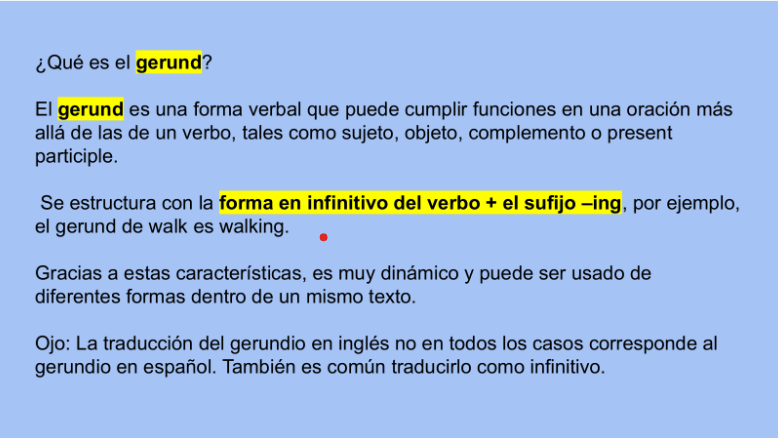 ¿Qué es el gerund?
El gerund es una forma verbal que puede cumplir funciones en una oración más
allá de las de un verbo, tales como sujeto, objeto, complemento o present
participle.
Se estructura con la forma en infinitivo del verbo + el sufijo –ing, por ejemplo,
el gerund de walk es walking.
Gracias a estas características, es muy dinámico y puede ser usado de
diferentes formas dentro de un mismo texto.
Ojo: La traducción del gerundio en inglés no en todos los casos corresponde al
gerundio en español. También es común traducirlo como infinitivo.